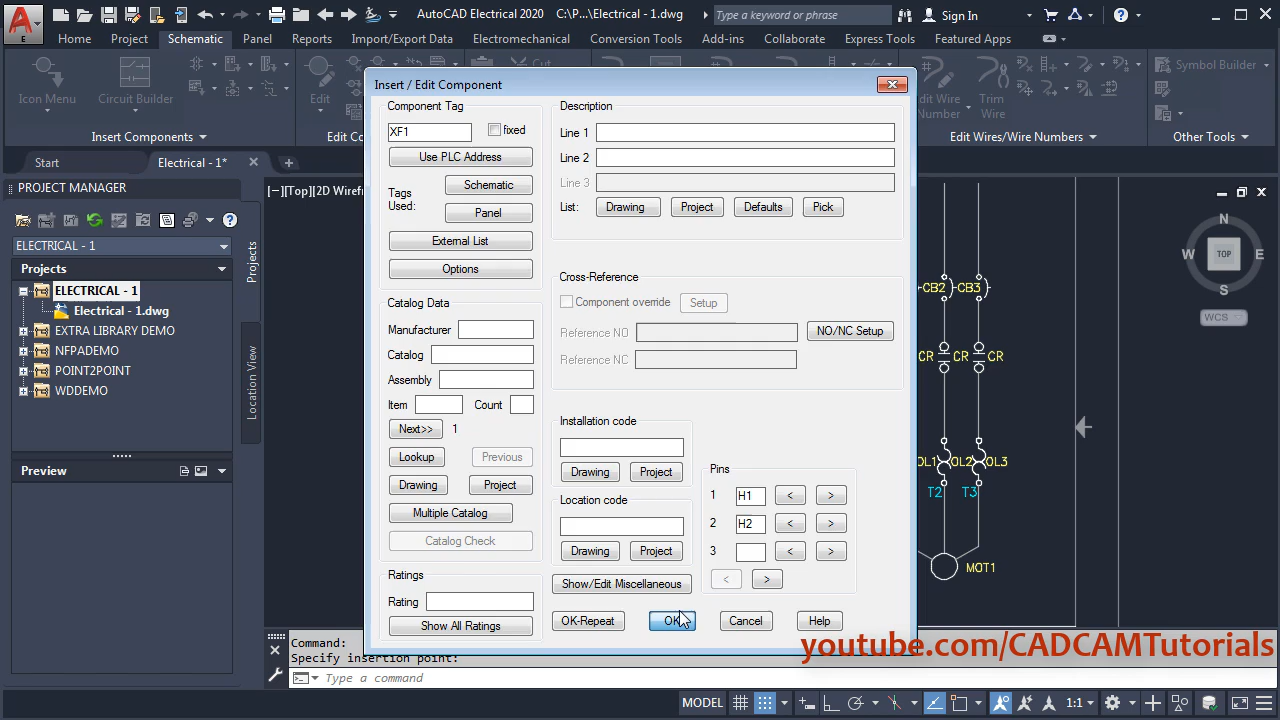 AutoCAD Electrical 2020 C:\P...\Electrical - 1.dwg Type a keyword or phrase Sign In
Home Project Schematic Panel Reports Import/Export Data Electromechanical Conversion Tools Add-ins Collaborate Express Tools Featured Apps
Icon Menu Circuit Builder Edit Wire Number Trim Wire Symbol Builder
Insert Components Edit Wires/Wire Numbers Other Tools
Start Electrical - 1*
PROJECT MANAGER
[−][Top][2D Wirefr
ELECTRICAL - 1
Projects
ELECTRICAL - 1
Electrical - 1.dwg
EXTRA LIBRARY DEMO
NFPADEMO
POINT2POINT
WDDEMO
Preview
Projects
Location View
Insert / Edit Component
Component Tag
XF1 fixed
Use PLC Address
Tags Used: Schematic
Panel
External List
Options
Catalog Data
Manufacturer
Catalog
Assembly
Item Count
Next>> 1
Lookup Previous
Drawing Project
Multiple Catalog
Catalog Check
Ratings
Rating
Show All Ratings
Description
Line 1
Line 2
Line 3
List: Drawing Project Defaults Pick
Cross-Reference
Component override Setup
Reference NO NO/NC Setup
Reference NC
Installation code
Drawing Project
Location code
Drawing Project
Show/Edit Miscellaneous
Pins
1 H1 < >
2 H2 < >
3 < >
< >
OK-Repeat OK Cancel Help
N
W TOP E
S
WCS
CB2 CB3
CR CR CR
OL1 OL2 OL3
T2 T3
MOT1
Command:
Specify insertion point:
Type a command
youtube.com/CADCAMTutorials
MODEL 1:1